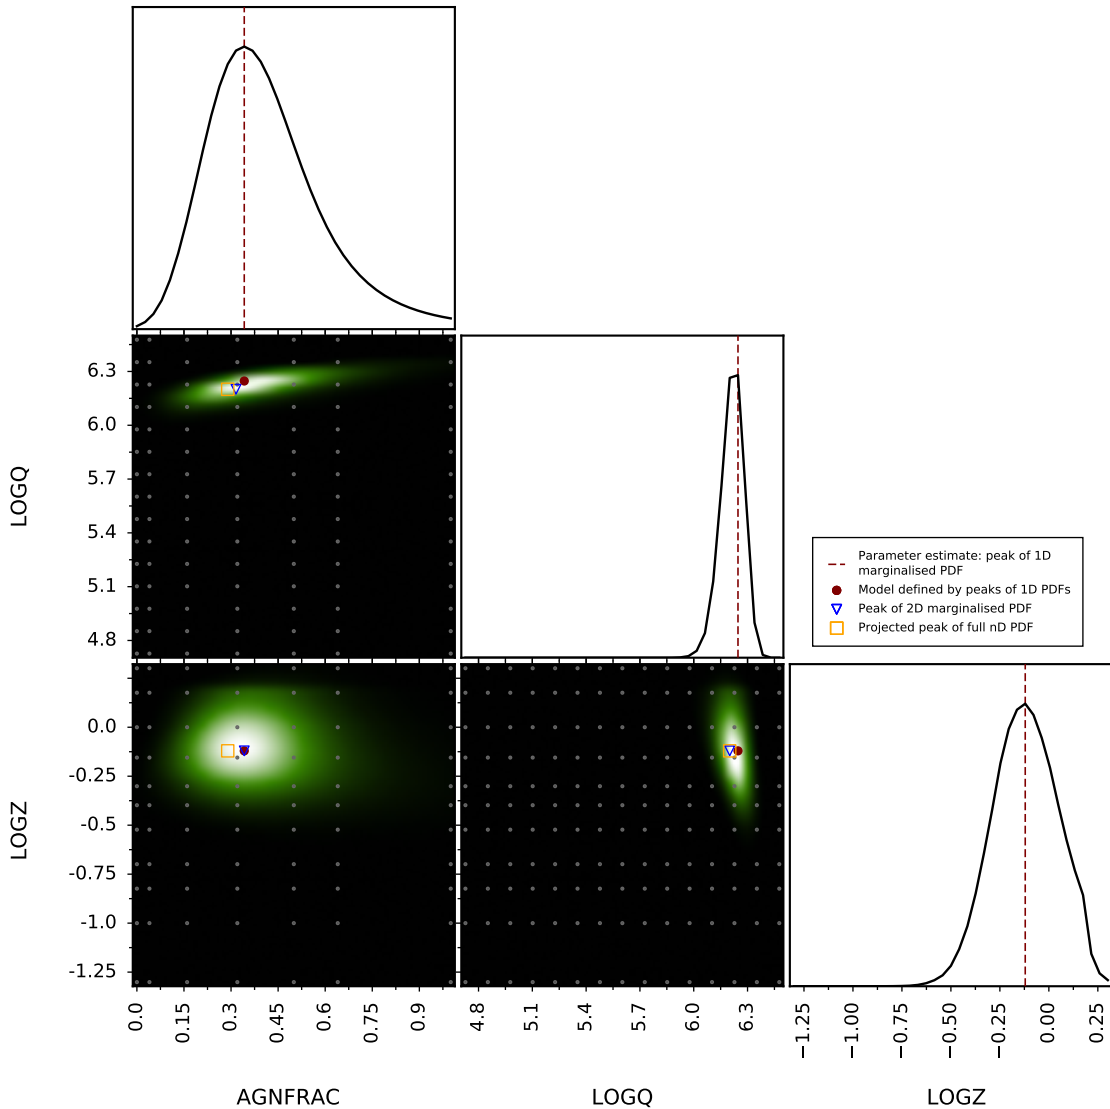 6.3
6.0
5.7
5.4
5.1
4.8
LOGQ
Parameter estimate: peak of 1D
marginalised PDF
Model defined by peaks of 1D PDFs
Peak of 2D marginalised PDF
Projected peak of full nD PDF
0.0
-0.25
-0.5
-0.75
-1.0
-1.25
LOGZ
0.0 0.15 0.3 0.45 0.6 0.75 0.9
4.8 5.1 5.4 5.7 6.0 6.3
−1.25 −1.00 −0.75 −0.50 −0.25 0.00 0.25
AGNFRAC LOGQ LOGZ